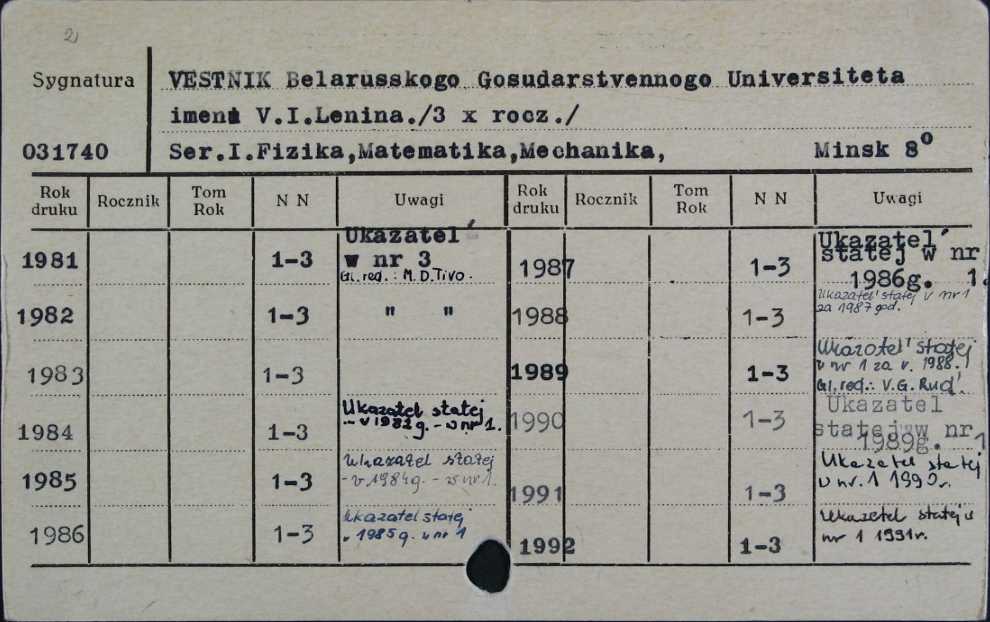 2)
Sygnatura
VESTNIK Belarusskogo Gosudarstvennogo Universiteta
imeni V.I.Lenina./3 x rocz./
031740
Ser.I.Fizika,Matematika,Mechanika, Minsk 8°
Rok druku Rocznik Tom Rok N N Uwagi Rok druku Rocznik Tom Rok N N Uwagi
1981 1-3 Ukazatel´
w nr 3
Gl. red.: M.D.Tivo.
1982 1-3 " "
1983 1-3
1984 1-3 Ukazatel statej
- v 1982 g. - w nr 1.
1985 1-3 Ukazatel statej
- v 1984g. - w nr 1.
1986 1-3 Ukazatel statej
v 1985 g. v nr 1
1987 1-3 Ukazatel´
statej w nr
1986g. 1.
1988 1-3 Ukazatel' statej v nr 1
za 1987 god.
1989 1-3 Ukazatel' statej
v nr 1 za v. 1988.
Gl. red.: V.G. Rud'.
1990 1-3 Ukazatel
statej w nr
1989g. 1
1991 1-3 Ukazatel statej
v nr. 1 1990r.
1992 1-3 Ukazatel statej v
nr 1 1991r.